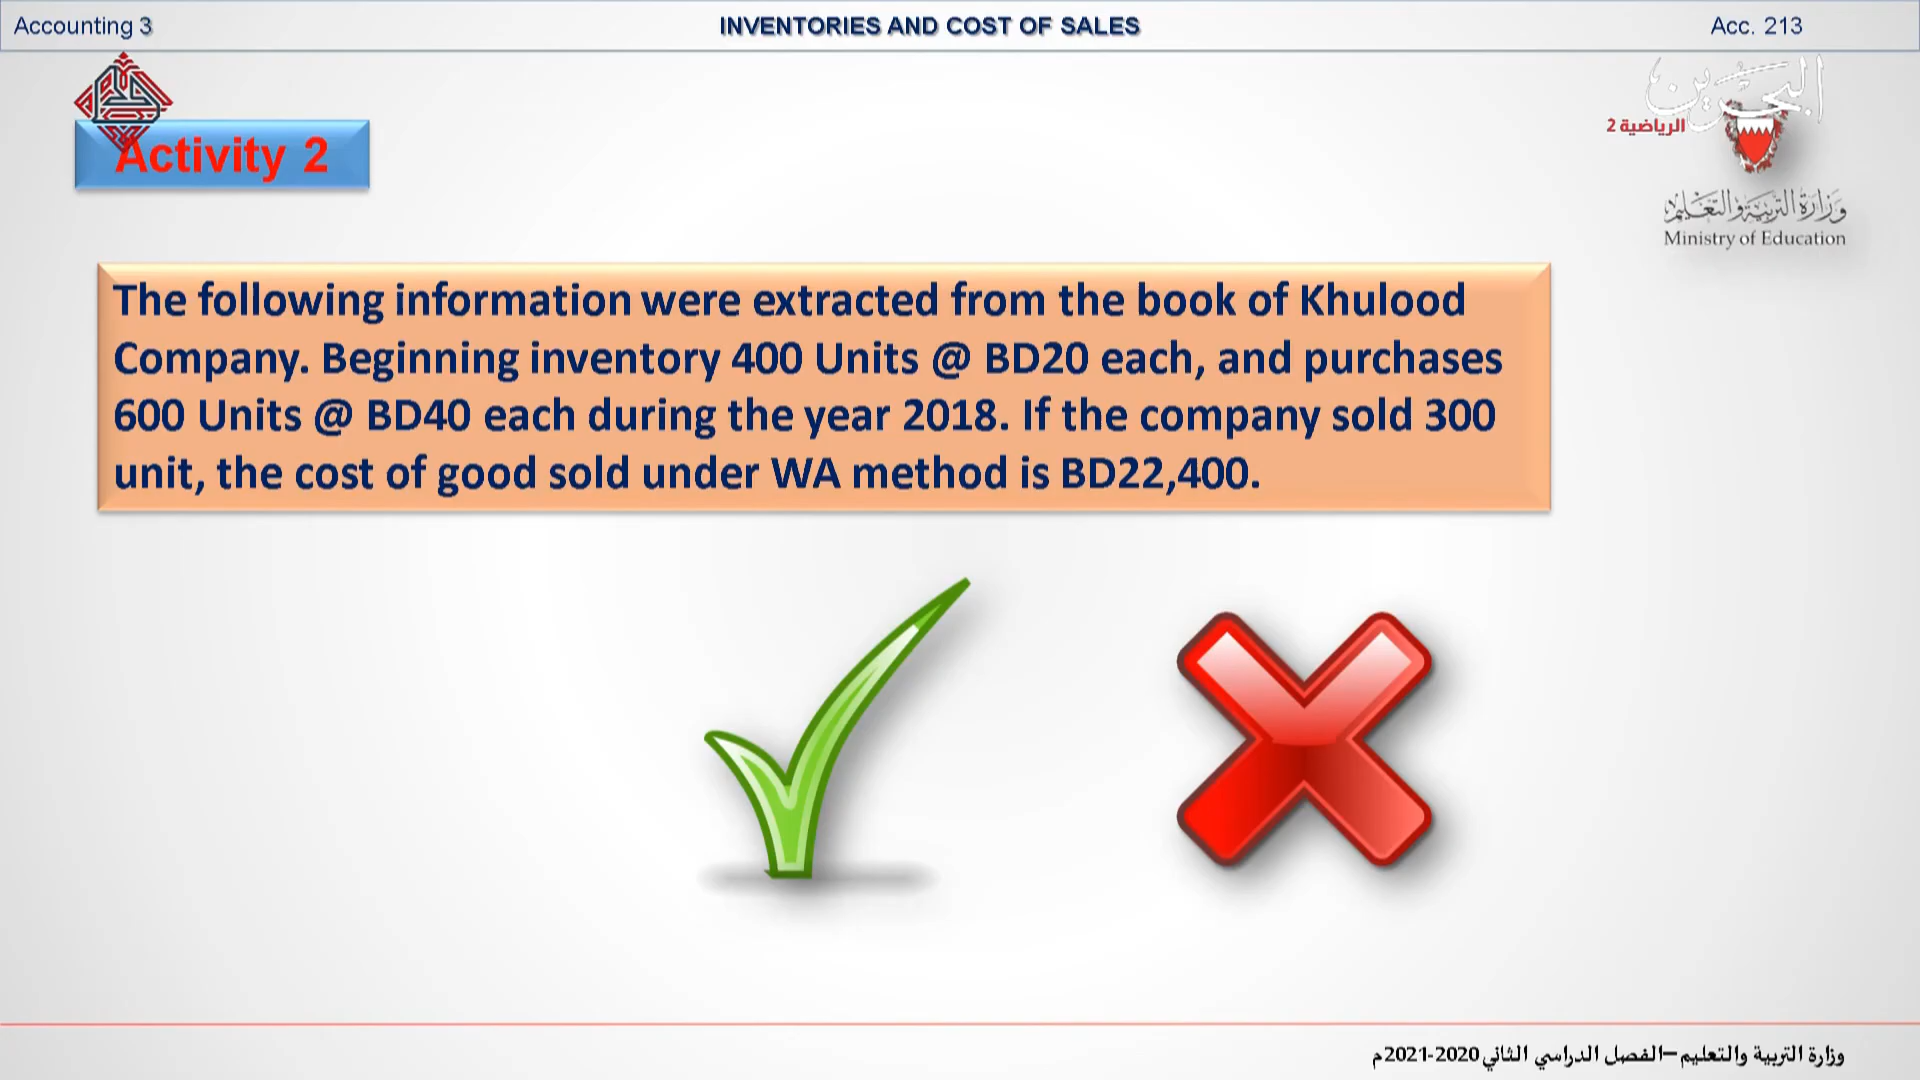 Accounting 3
INVENTORIES AND COST OF SALES
Acc. 213
البحرين
الرياضية 2
وزارة التربية والتعليم
Ministry of Education
Activity 2
The following information were extracted from the book of Khulood
Company. Beginning inventory 400 Units @ BD20 each, and purchases
600 Units @ BD40 each during the year 2018. If the company sold 300
unit, the cost of good sold under WA method is BD22,400.
وزارة التربية والتعليم –الفصل الدراسي الثاني 2020-2021م